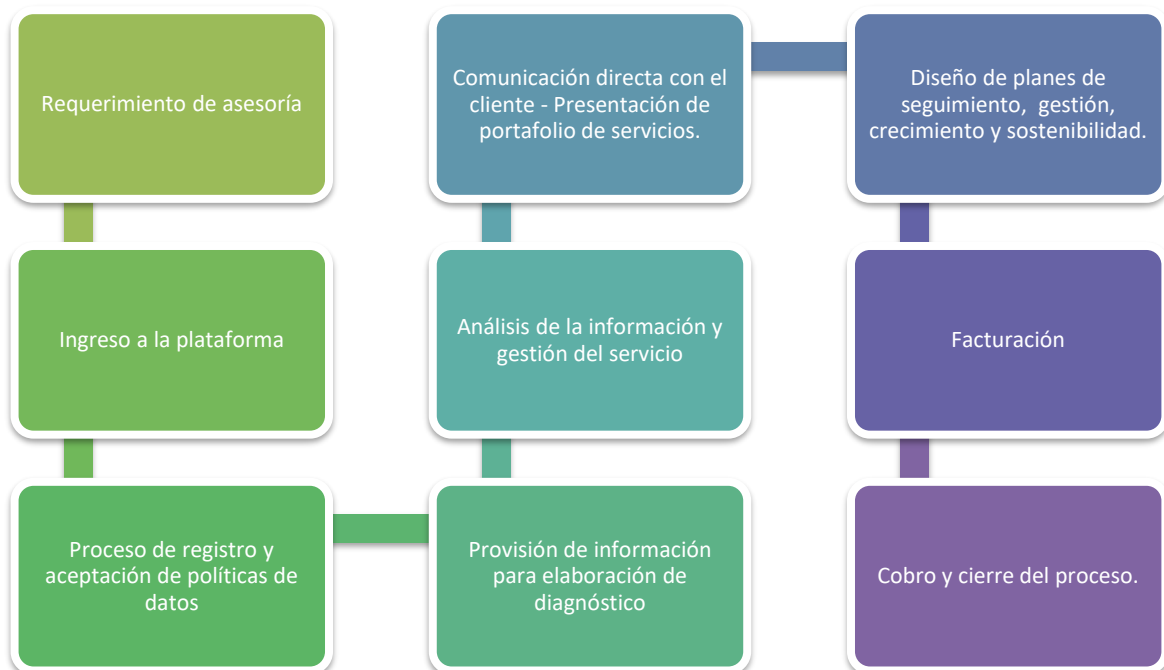 Requerimiento de asesoría
Ingreso a la plataforma
Proceso de registro y
aceptación de políticas de
datos
Provisión de información
para elaboración de
diagnóstico
Análisis de la información y
gestión del servicio
Comunicación directa con el
cliente - Presentación de
portafolio de servicios.
Diseño de planes de
seguimiento, gestión,
crecimiento y sostenibilidad.
Facturación
Cobro y cierre del proceso.